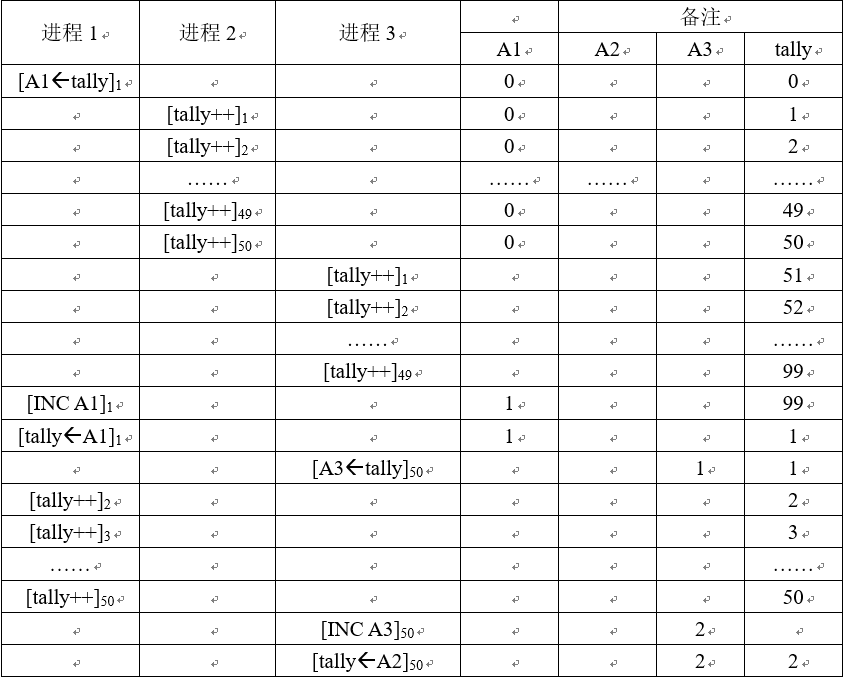 进程1 进程2 进程3 备注
A1 A2 A3 tally
[A1←tally]1 0 0
[tally++]1 0 1
[tally++]2 0 2
…… …… …… ……
[tally++]49 0 49
[tally++]50 0 50
[tally++]1 51
[tally++]2 52
…… ……
[tally++]49 99
[INC A1]1 1 99
[tally←A1]1 1 1
[A3←tally]50 1 1
[tally++]2 2
[tally++]3 3
…… ……
[tally++]50 50
[INC A3]50 2
[tally←A2]50 2 2